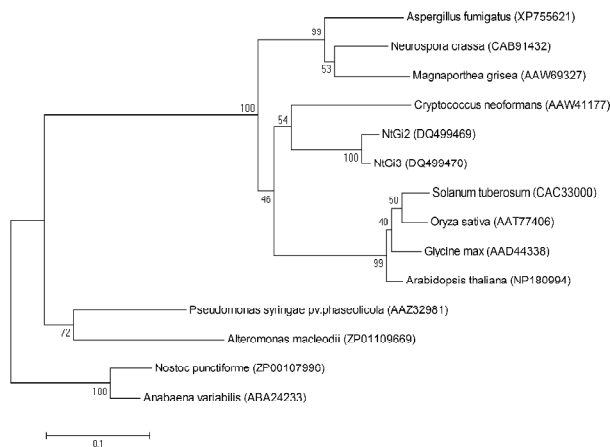 Aspergillus fumigatus (XP755621)
99
Neurospora crassa (CAB91432)
53
Magnaporthea grisea (AAW69327)
100
Cryptococcus neoformans (AAW41177)
54
NtGi2 (DQ499469)
100
NtGi3 (DQ499470)
46
Solanum tuberosum (CAC33000)
50
Oryza sativa (AAT77406)
40
Glycine max (AAD44338)
99
Arabidopsis thaliana (NP180994)
Pseudomonas syringae pv.phaseolicola (AAZ32981)
72
Alteromonas macleodii (ZP01109669)
Nostoc punctiforme (ZP00107990)
100
Anabaena variabilis (ABA24233)
0.1